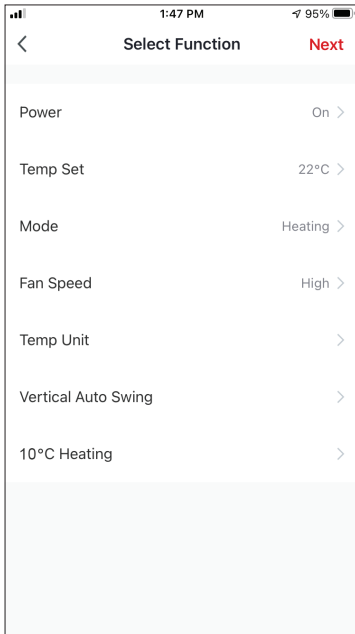 1:47 PM 95%
Select Function Next
Power On
Temp Set 22°C
Mode Heating
Fan Speed High
Temp Unit
Vertical Auto Swing
10°C Heating